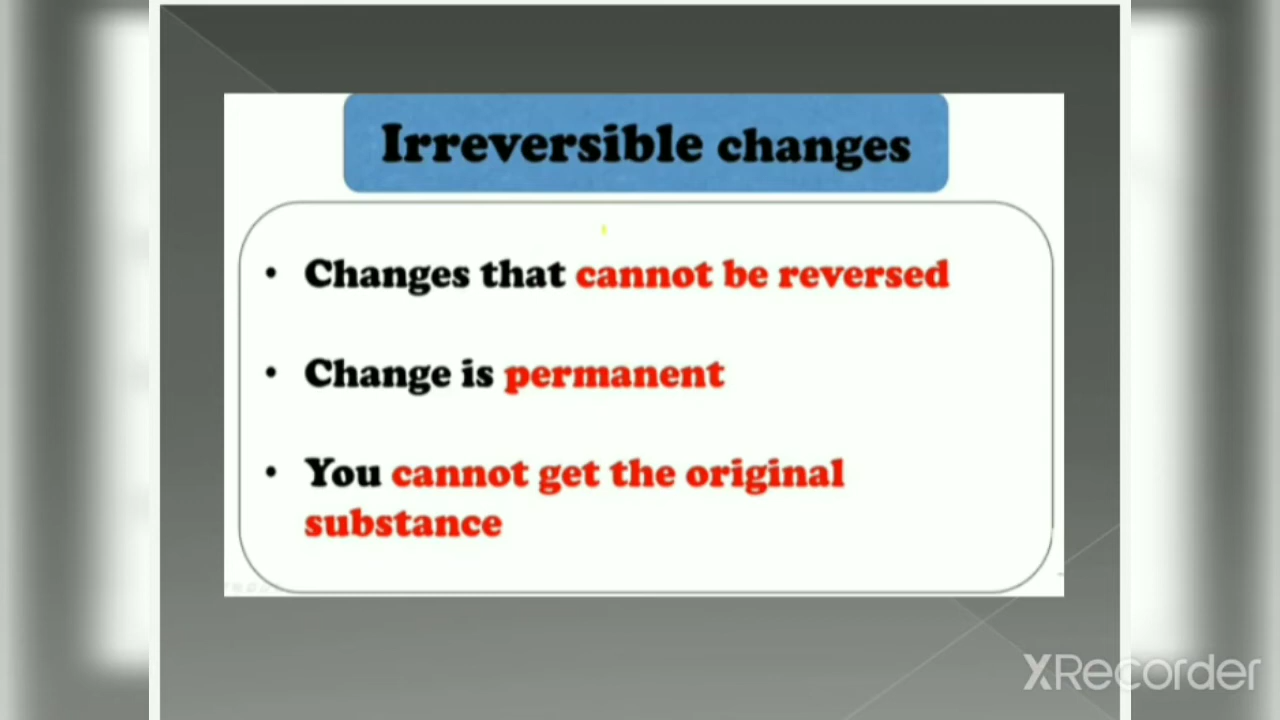 Irreversible changes
• Changes that cannot be reversed
• Change is permanent
• You cannot get the original
substance
XRecorder